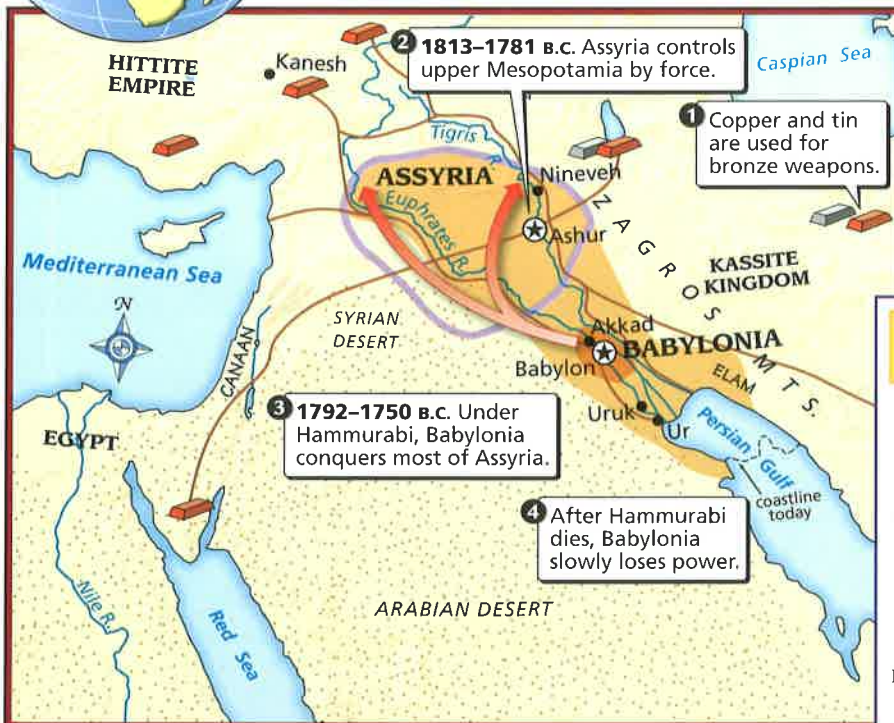 HITTITE
EMPIRE
Kanesh
2 1813–1781 B.C. Assyria controls
upper Mesopotamia by force.
Caspian Sea
1 Copper and tin
are used for
bronze weapons.
Tigris R.
ASSYRIA
Nineveh
Euphrates R.
Ashur
ZAGROS MTS.
KASSITE
KINGDOM
Mediterranean Sea
N
SYRIAN
DESERT
CANAAN
Akkad
BABYLONIA
Babylon
ELAM
3 1792–1750 B.C. Under
Hammurabi, Babylonia
conquers most of Assyria.
Uruk
Ur
Persian Gulf
coastline
today
EGYPT
4 After Hammurabi
dies, Babylonia
slowly loses power.
Nile R.
Red Sea
ARABIAN DESERT